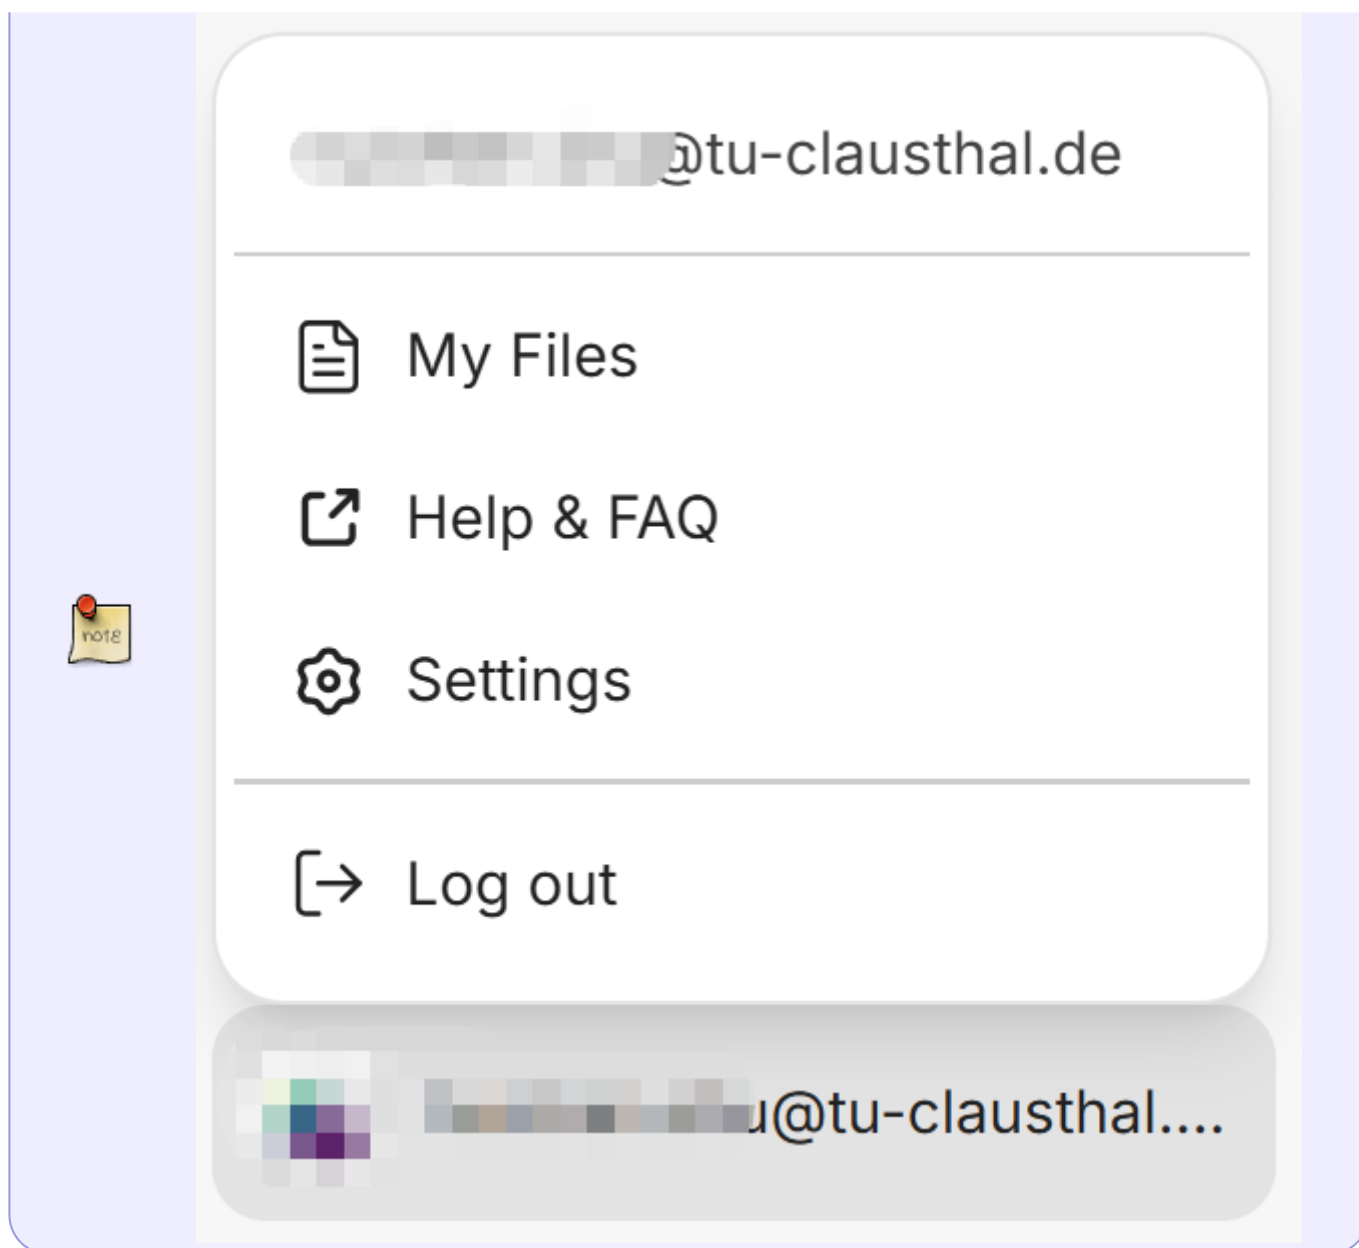 @tu-clausthal.de
My Files
Help & FAQ
Settings
Log out
note
u@tu-clausthal....